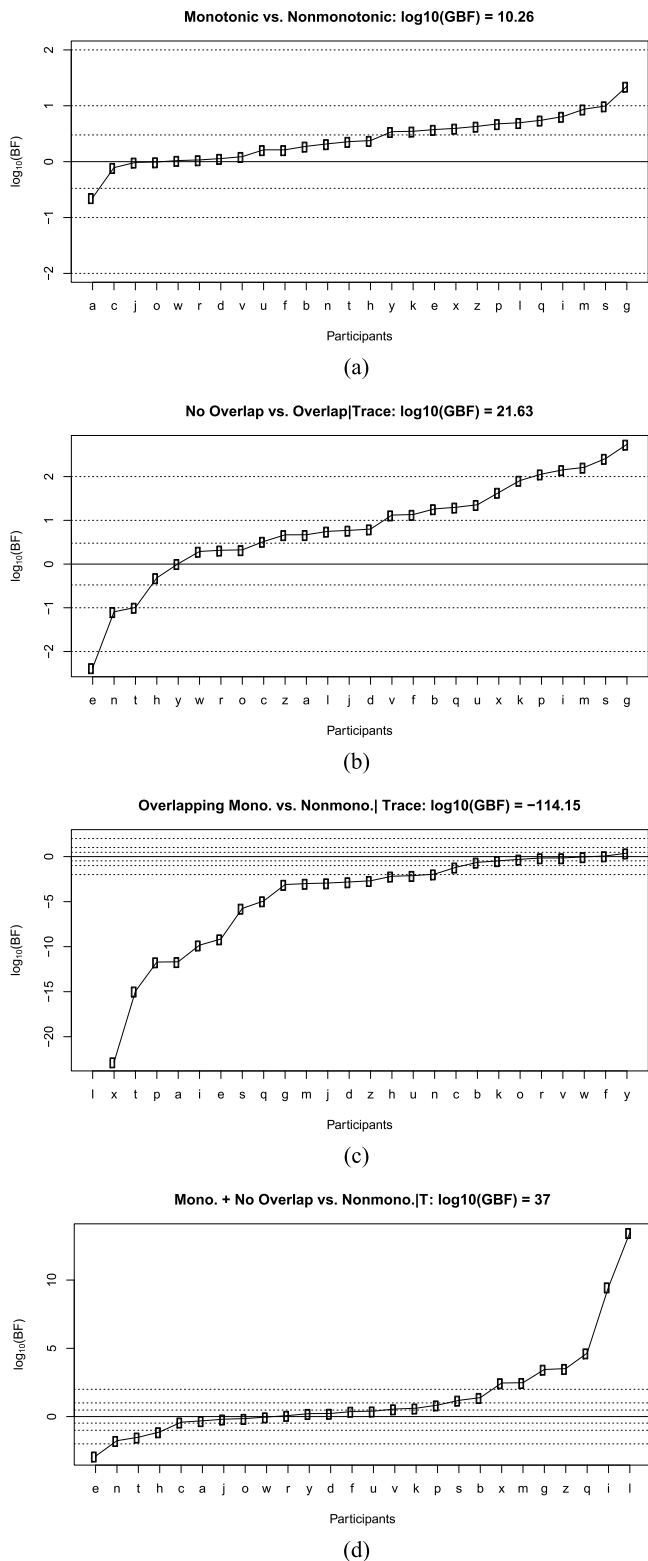 Monotonic vs. Nonmonotonic: log10(GBF) = 10.26
2
1
0
−1
−2
log10(BF)
a c j o w r d v u f b n t h y k e x z p l q i m s g
Participants
(a)
No Overlap vs. Overlap|Trace: log10(GBF) = 21.63
2
1
0
−1
−2
log10(BF)
e n t h y w r o c z a l j d v f b q u x k p i m s g
Participants
(b)
Overlapping Mono. vs. Nonmono.| Trace: log10(GBF) = −114.15
0
−5
−10
−15
−20
log10(BF)
l x t p a i e s q g m j d z h u n c b k o r v w f y
Participants
(c)
Mono. + No Overlap vs. Nonmono.|T: log10(GBF) = 37
10
5
0
log10(BF)
e n t h c a j o w r y d f u v k p s b x m g z q i l
Participants
(d)